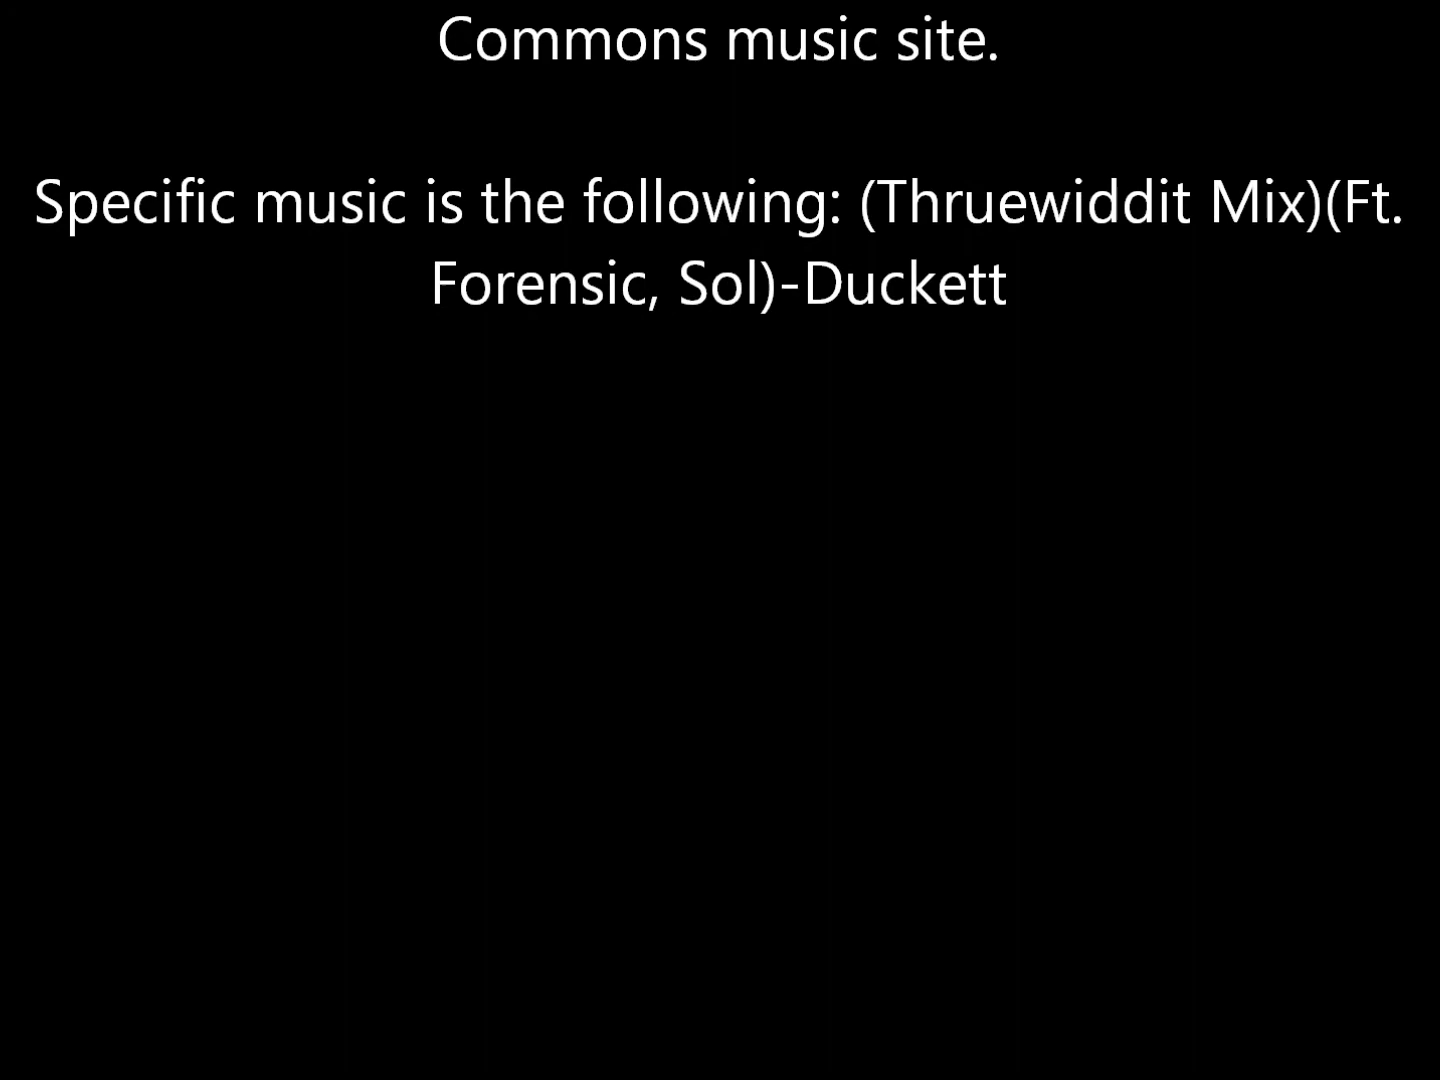 Commons music site.
Specific music is the following: (Thruewiddit Mix)(Ft.
Forensic, Sol)-Duckett